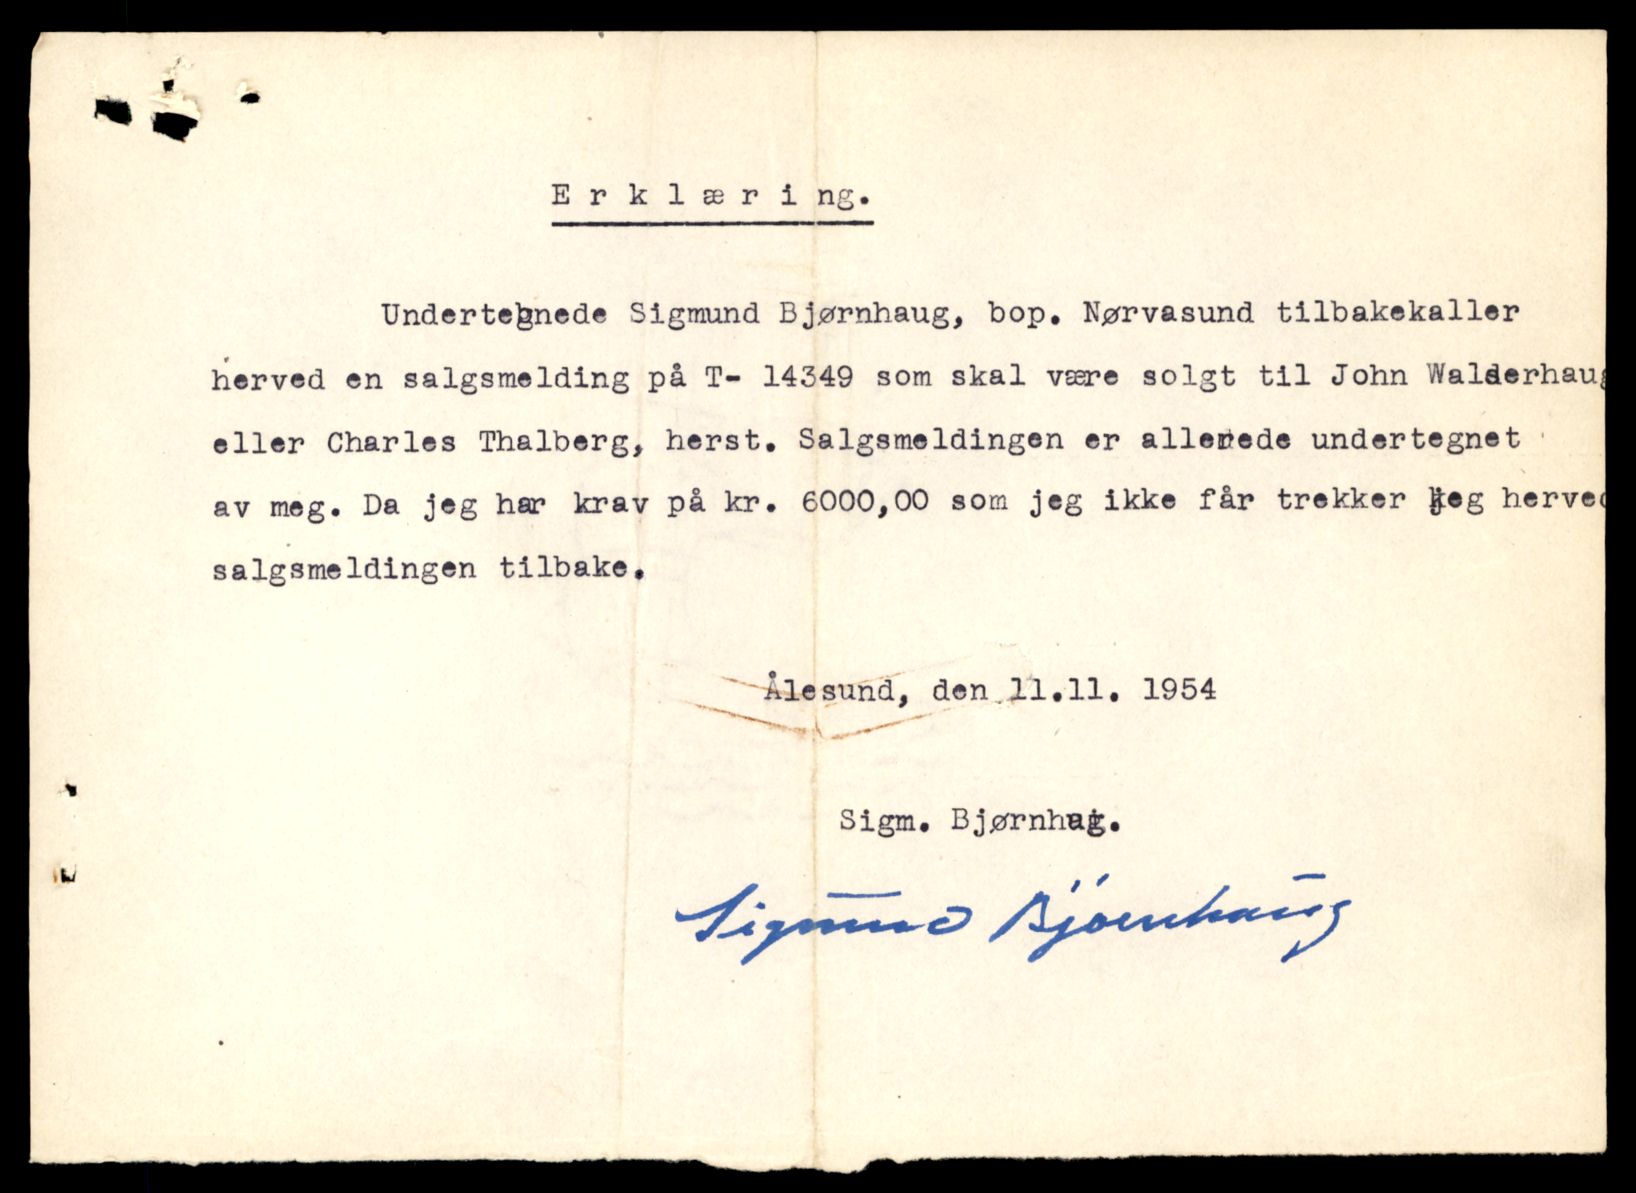 Erklæring.
Undertegnede Sigmund Bjørnhaug, bop. Nørvasund tilbakekaller
herved en salgsmelding på T- 14349 som skal være solgt til John Walderhaug
eller Charles Thalberg, herst. Salgsmeldingen er allerede undertegnet
av meg. Da jeg har krav på kr. 6000,00 som jeg ikke får trekker jeg herved
salgsmeldingen tilbake.
Ålesund, den 11.11. 1954
Sigm. Bjørnhaug.
Sigmund Bjørnhaug